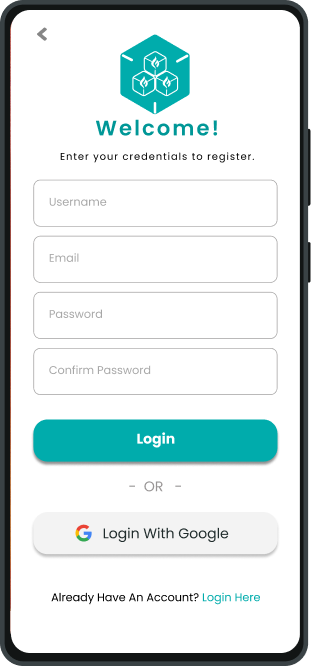 Welcome!
Enter your credentials to register.
Username
Email
Password
Confirm Password
Login
- OR -
Login With Google
Already Have An Account? Login Here